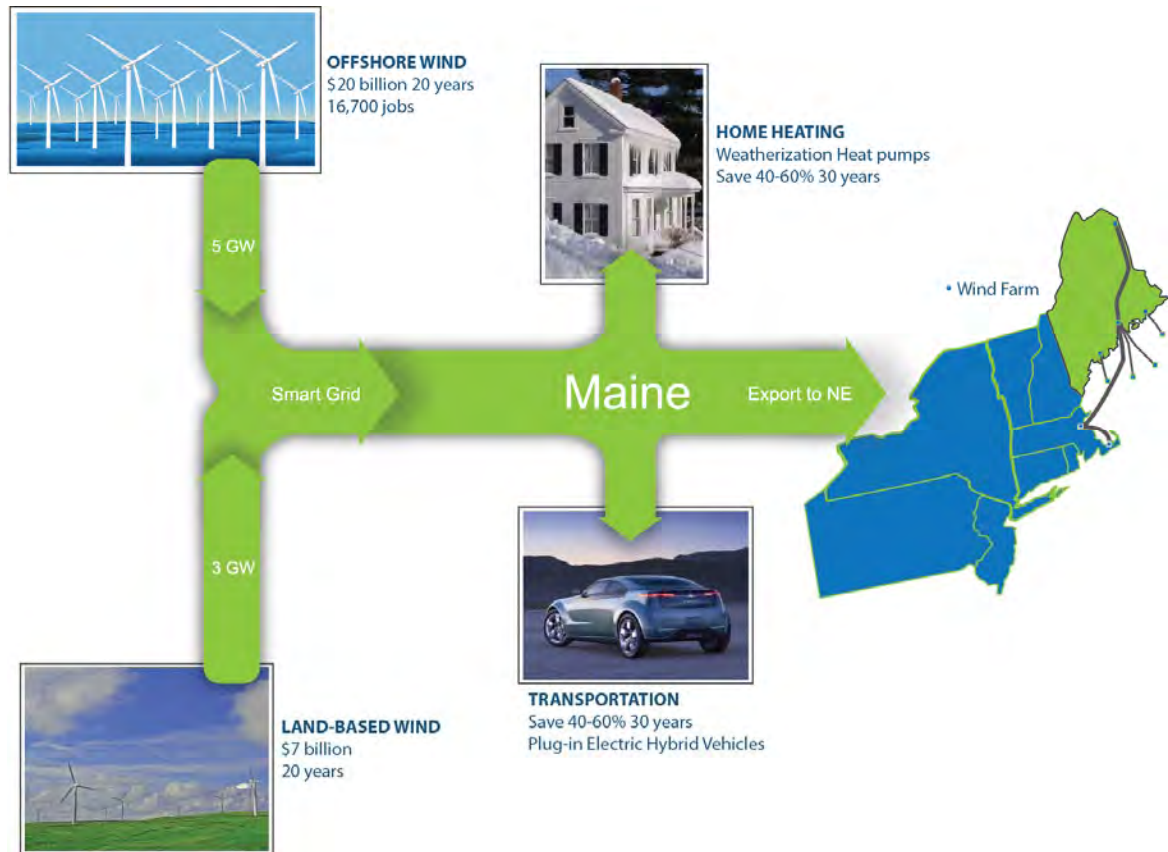 OFFSHORE WIND
$20 billion 20 years
16,700 jobs
HOME HEATING
Weatherization Heat pumps
Save 40-60% 30 years
5 GW
• Wind Farm
Smart Grid
Maine
Export to NE
3 GW
TRANSPORTATION
Save 40-60% 30 years
Plug-in Electric Hybrid Vehicles
LAND-BASED WIND
$7 billion
20 years